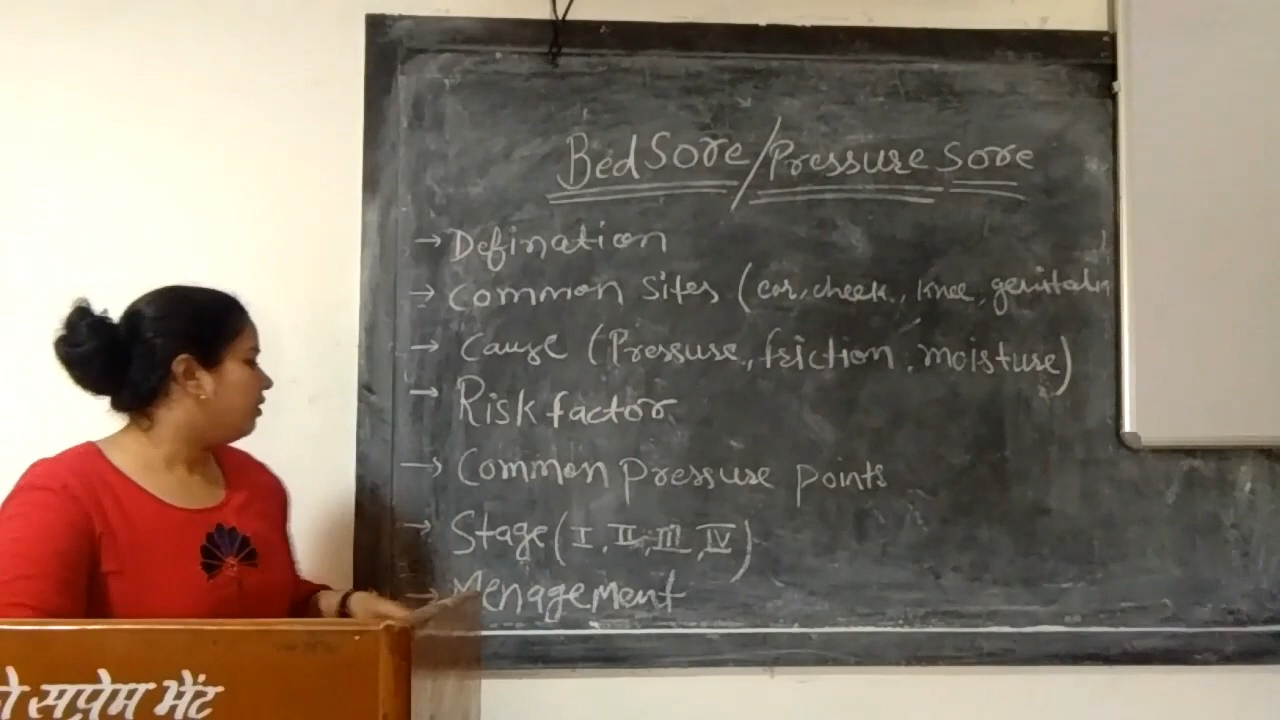 Bed Sore/Pressure Sore
→ Defination
→ Common Sites (ear, cheek, knee, genitalia
→ Cause (Pressure, friction, moisture)
→ Risk factor
→ Common pressure points
→ Stage (I, II, III, IV)
→ Menagement
सप्रेम भेंट